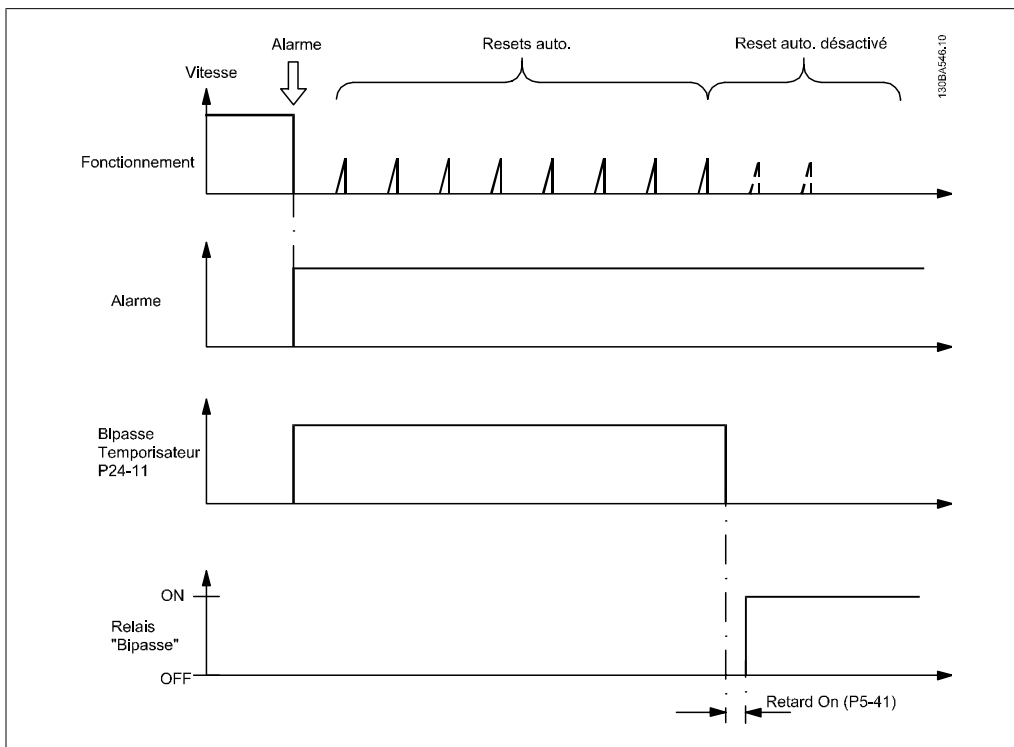 Alarme
Resets auto.
Reset auto. désactivé
130BA546.10
Vitesse
Fonctionnement
Alarme
BIpasse
Temporisateur
P24-11
ON
Relais
"Bipasse"
OFF
Retard On (P5-41)